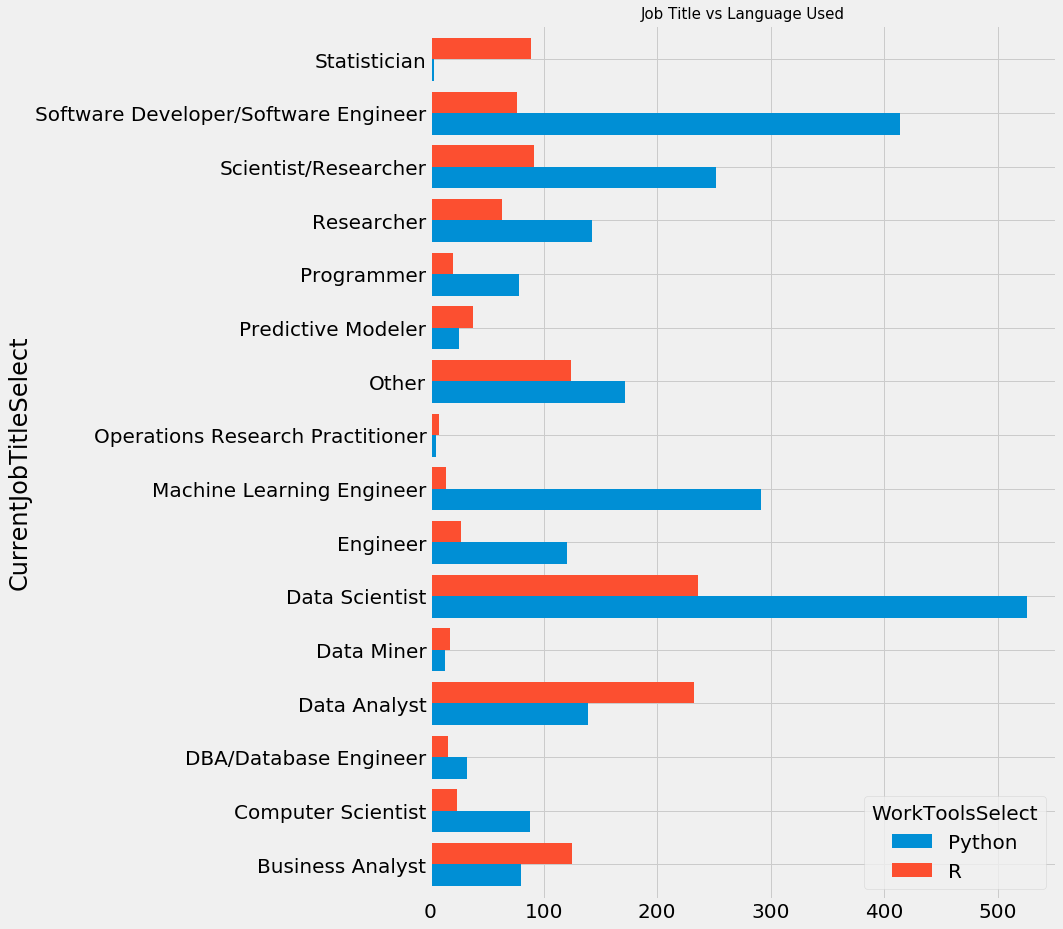 Job Title vs Language Used
CurrentJobTitleSelect
Statistician
Software Developer/Software Engineer
Scientist/Researcher
Researcher
Programmer
Predictive Modeler
Other
Operations Research Practitioner
Machine Learning Engineer
Engineer
Data Scientist
Data Miner
Data Analyst
DBA/Database Engineer
Computer Scientist
Business Analyst
WorkToolsSelect
Python
R
0 100 200 300 400 500